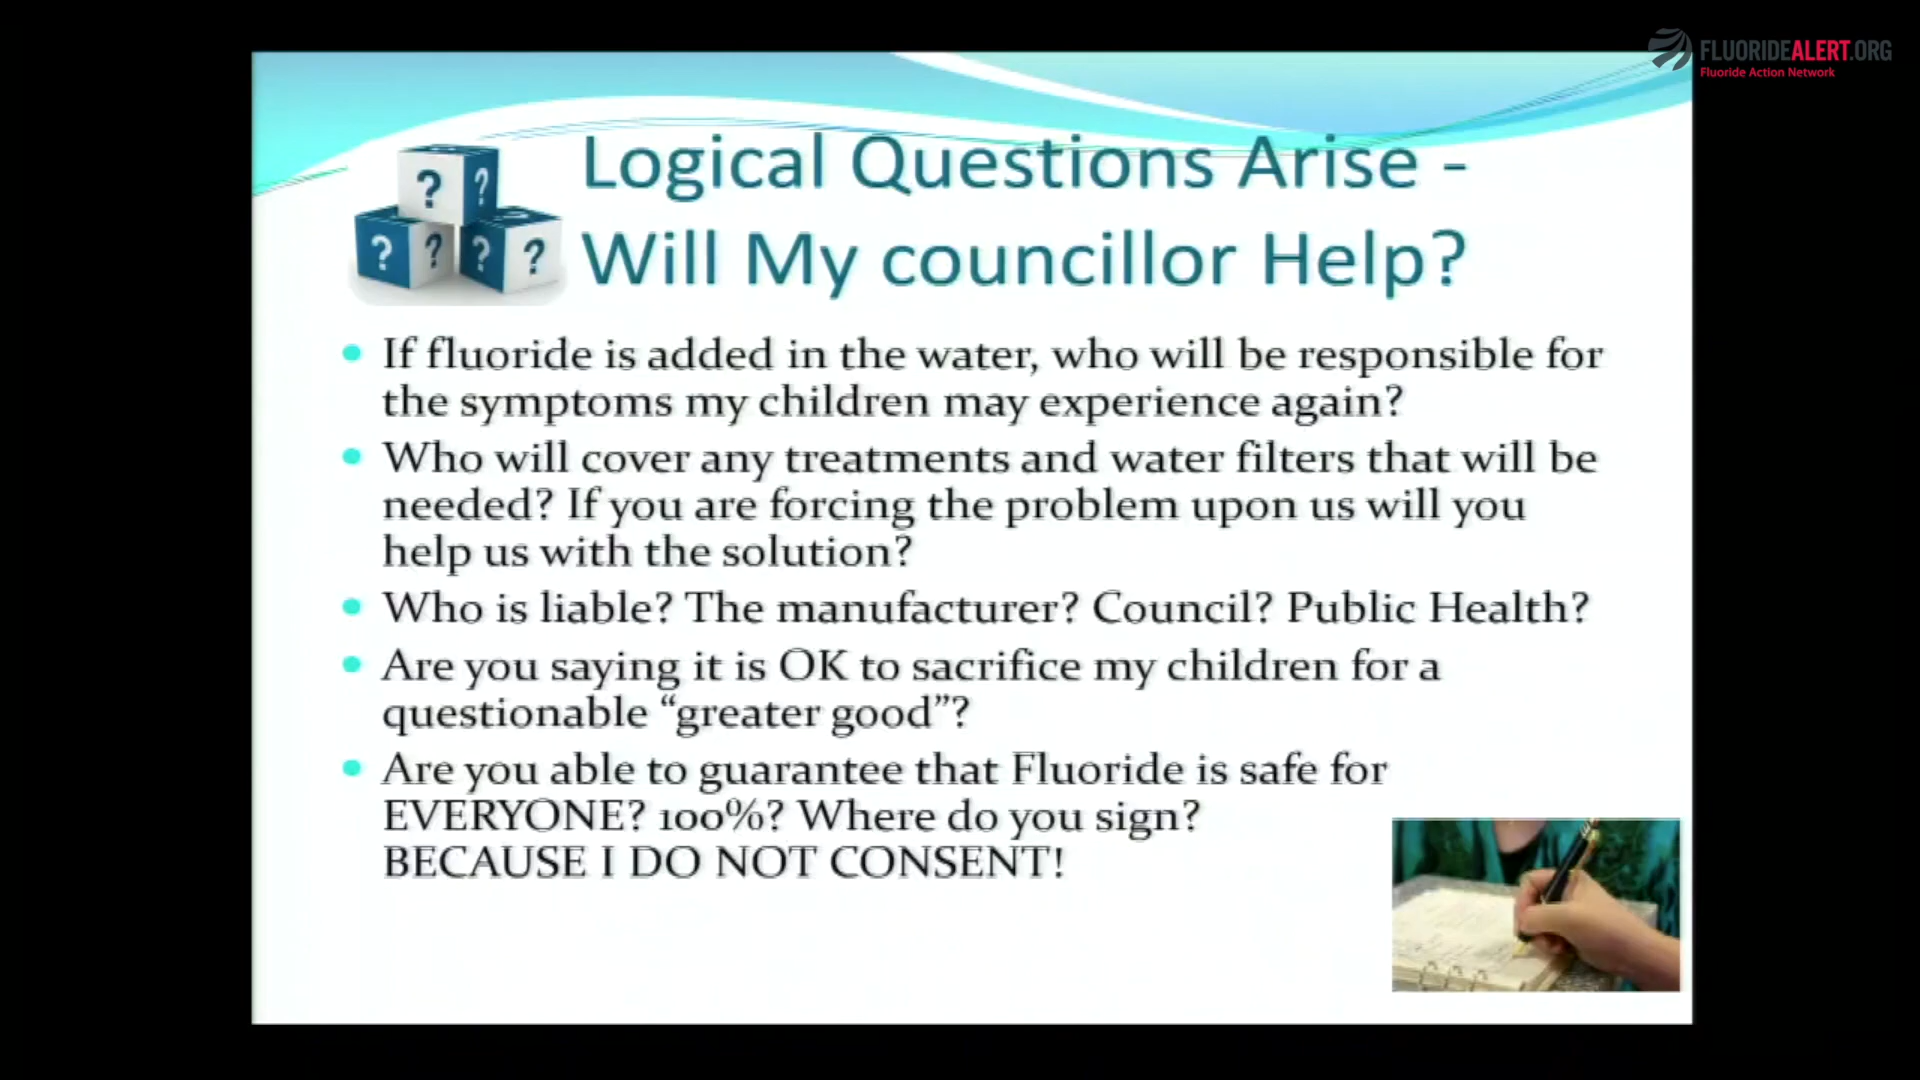 FLUORIDEALERT.ORG
Fluoride Action Network
Logical Questions Arise -
Will My councillor Help?
? ?
? ? ? ?
• If fluoride is added in the water, who will be responsible for
the symptoms my children may experience again?
• Who will cover any treatments and water filters that will be
needed? If you are forcing the problem upon us will you
help us with the solution?
• Who is liable? The manufacturer? Council? Public Health?
• Are you saying it is OK to sacrifice my children for a
questionable “greater good”?
• Are you able to guarantee that Fluoride is safe for
EVERYONE? 100%? Where do you sign?
BECAUSE I DO NOT CONSENT!